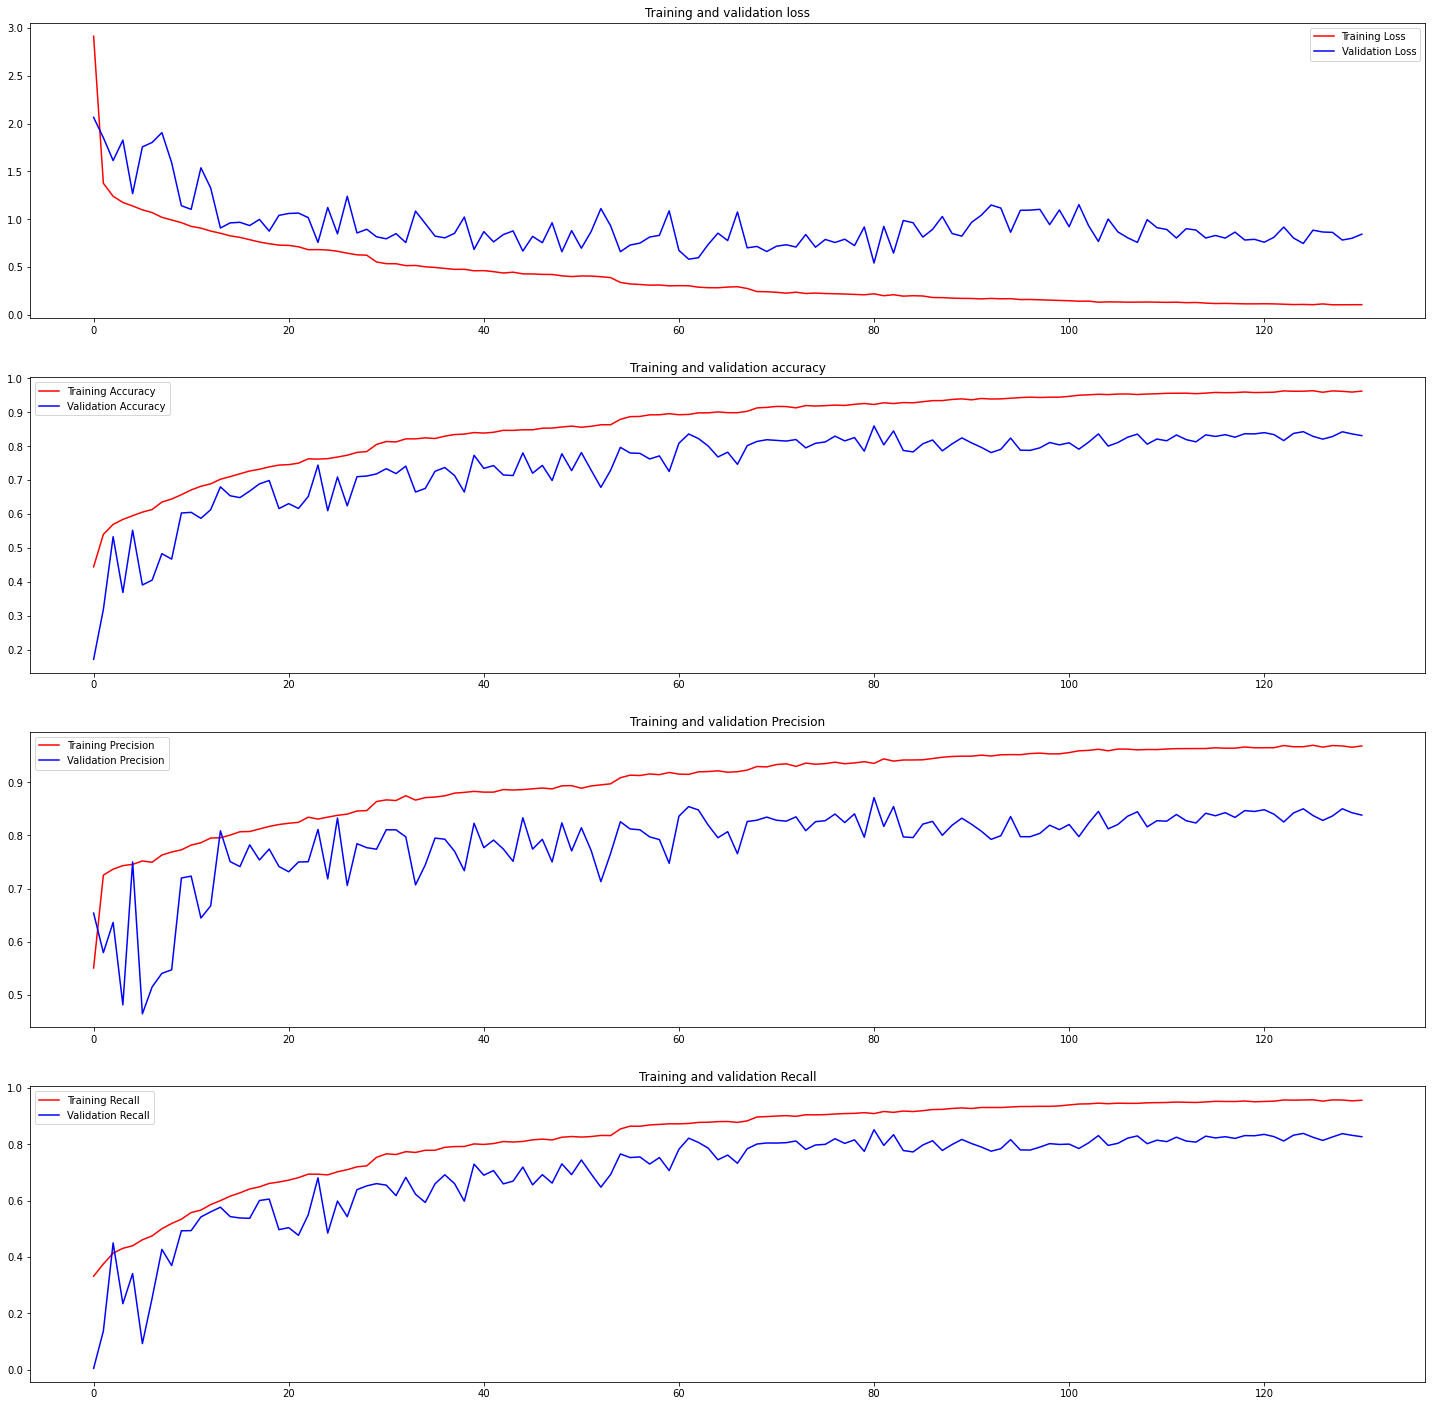 Training and validation loss
3.0
2.5
2.0
1.5
1.0
0.5
0.0
Training Loss
Validation Loss
0 20 40 60 80 100 120
Training and validation accuracy
1.0
0.9
0.8
0.7
0.6
0.5
0.4
0.3
0.2
Training Accuracy
Validation Accuracy
0 20 40 60 80 100 120
Training and validation Precision
0.9
0.8
0.7
0.6
0.5
Training Precision
Validation Precision
0 20 40 60 80 100 120
Training and validation Recall
1.0
0.8
0.6
0.4
0.2
0.0
Training Recall
Validation Recall
0 20 40 60 80 100 120